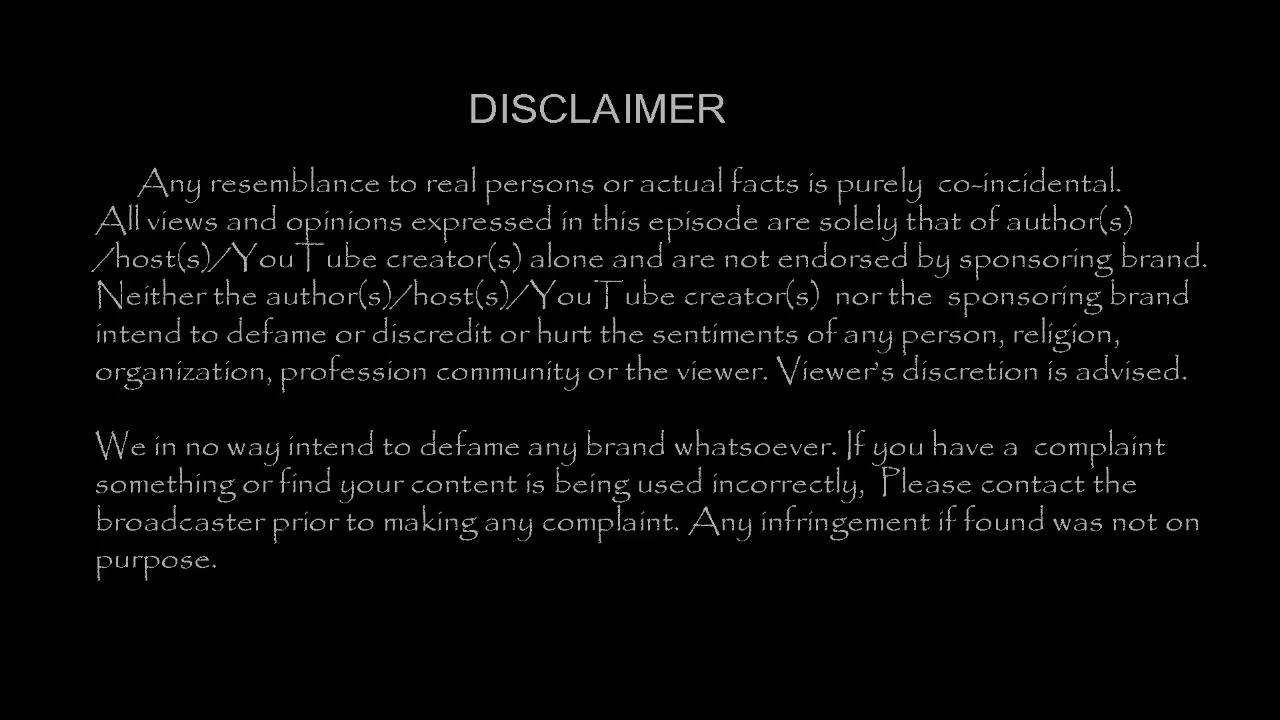 DISCLAIMER
Any resemblance to real persons or actual facts is purely co-incidental.
All views and opinions expressed in this episode are solely that of author(s)
/host(s)/YouTube creator(s) alone and are not endorsed by sponsoring brand.
Neither the author(s)/host(s)/YouTube creator(s) nor the sponsoring brand
intend to defame or discredit or hurt the sentiments of any person, religion,
organization, profession community or the viewer. Viewer's discretion is advised.
We in no way intend to defame any brand whatsoever. If you have a complaint
something or find your content is being used incorrectly, Please contact the
broadcaster prior to making any complaint. Any infringement if found was not on
purpose.